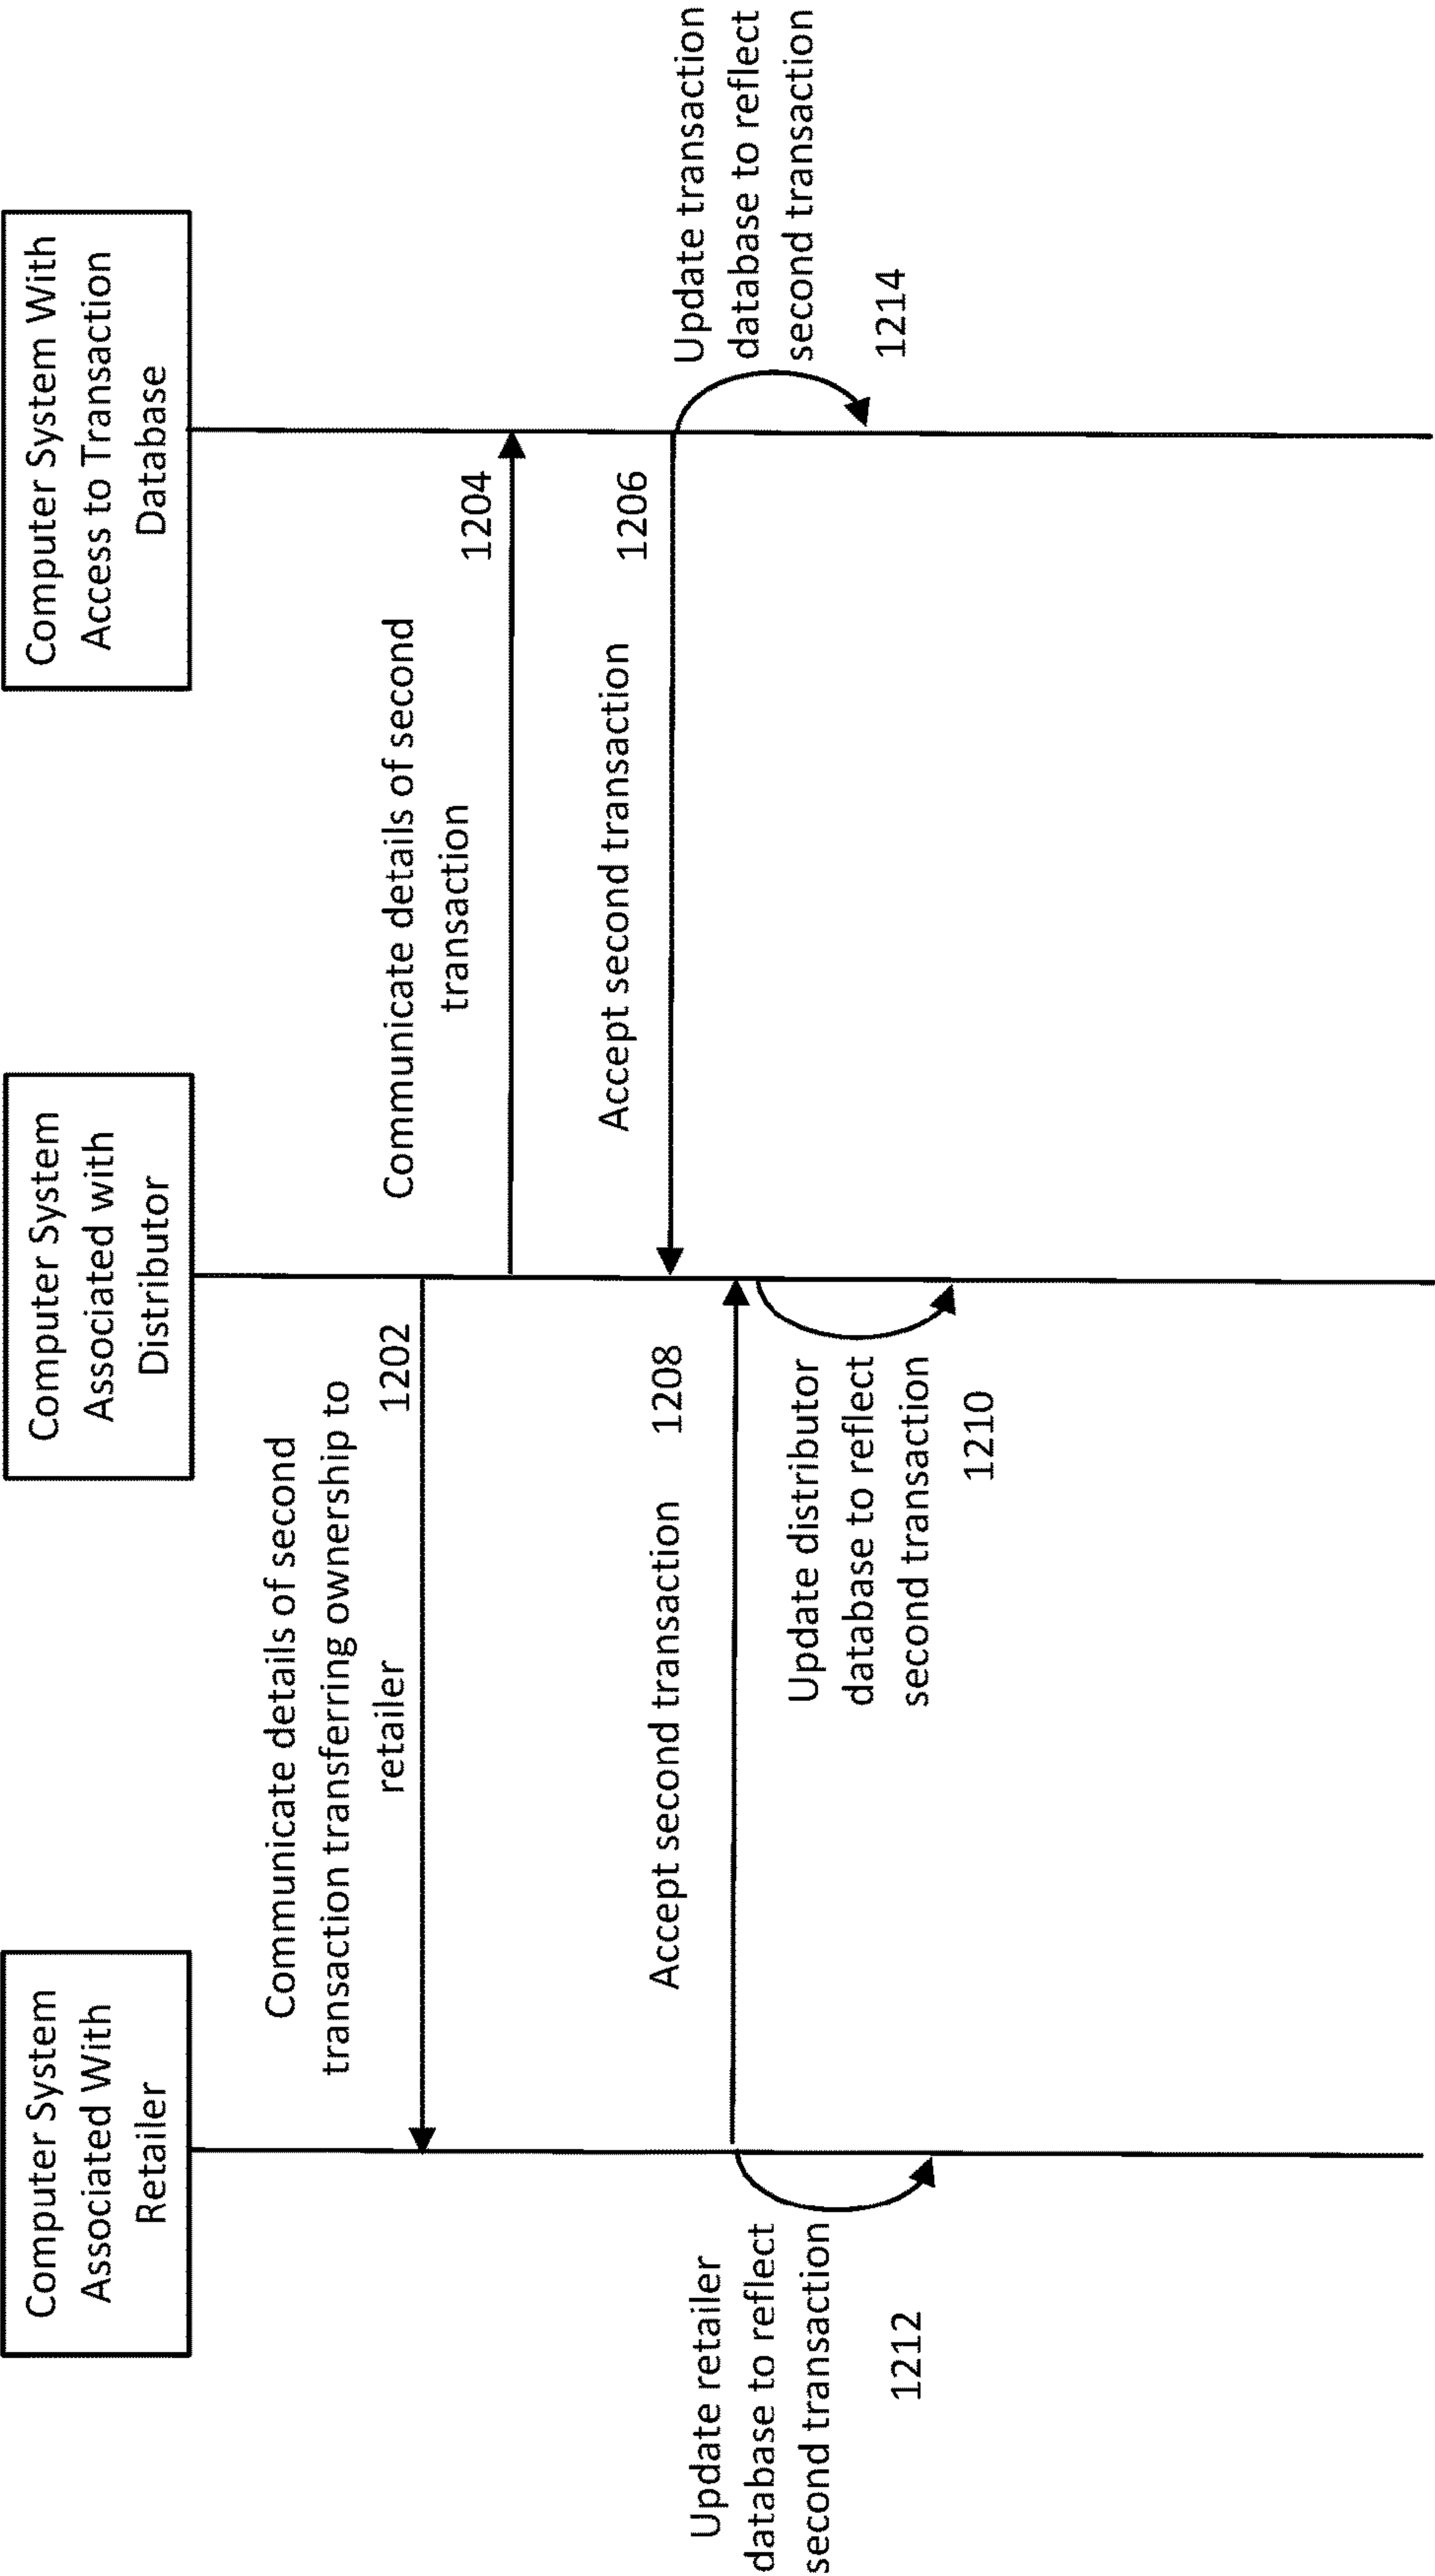 Computer System
Associated With
Retailer
Computer System
Associated with
Distributor
Computer System With
Access to Transaction
Database
Communicate details of second
transaction transferring ownership to
retailer
1202
Communicate details of second
transaction
1204
Accept second transaction
1206
Accept second transaction
1208
Update distributor
database to reflect
second transaction
1210
Update retailer
database to reflect
second transaction
1212
Update transaction
database to reflect
second transaction
1214